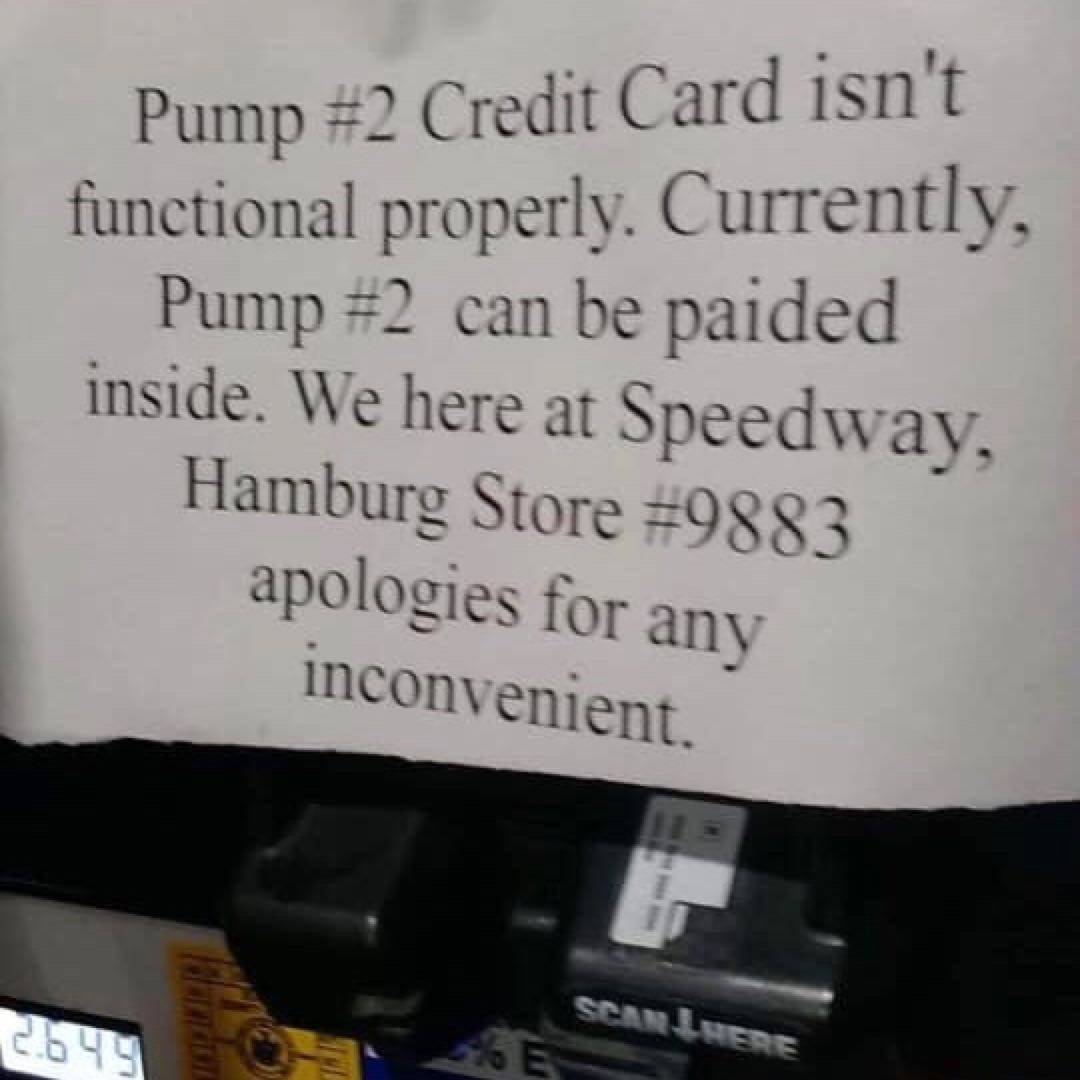 Pump #2 Credit Card isn't
functional properly. Currently,
Pump #2 can be paided
inside. We here at Speedway,
Hamburg Store #9883
apologies for any
inconvenient.
SCAN HERE
2.649
% E